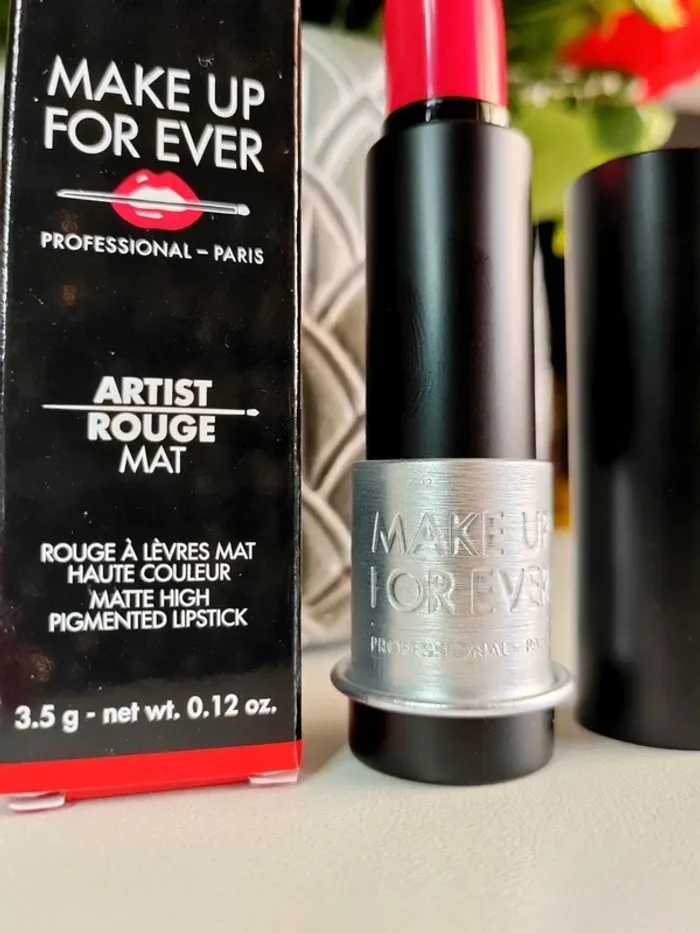 MAKE UP
FOR EVER
PROFESSIONAL – PARIS
ARTIST
ROUGE
MAT
ROUGE À LÈVRES MAT
HAUTE COULEUR
MATTE HIGH
PIGMENTED LIPSTICK
3.5 g - net wt. 0.12 oz.
MAKE UP
FOR EVER
PROFESSIONAL – PA